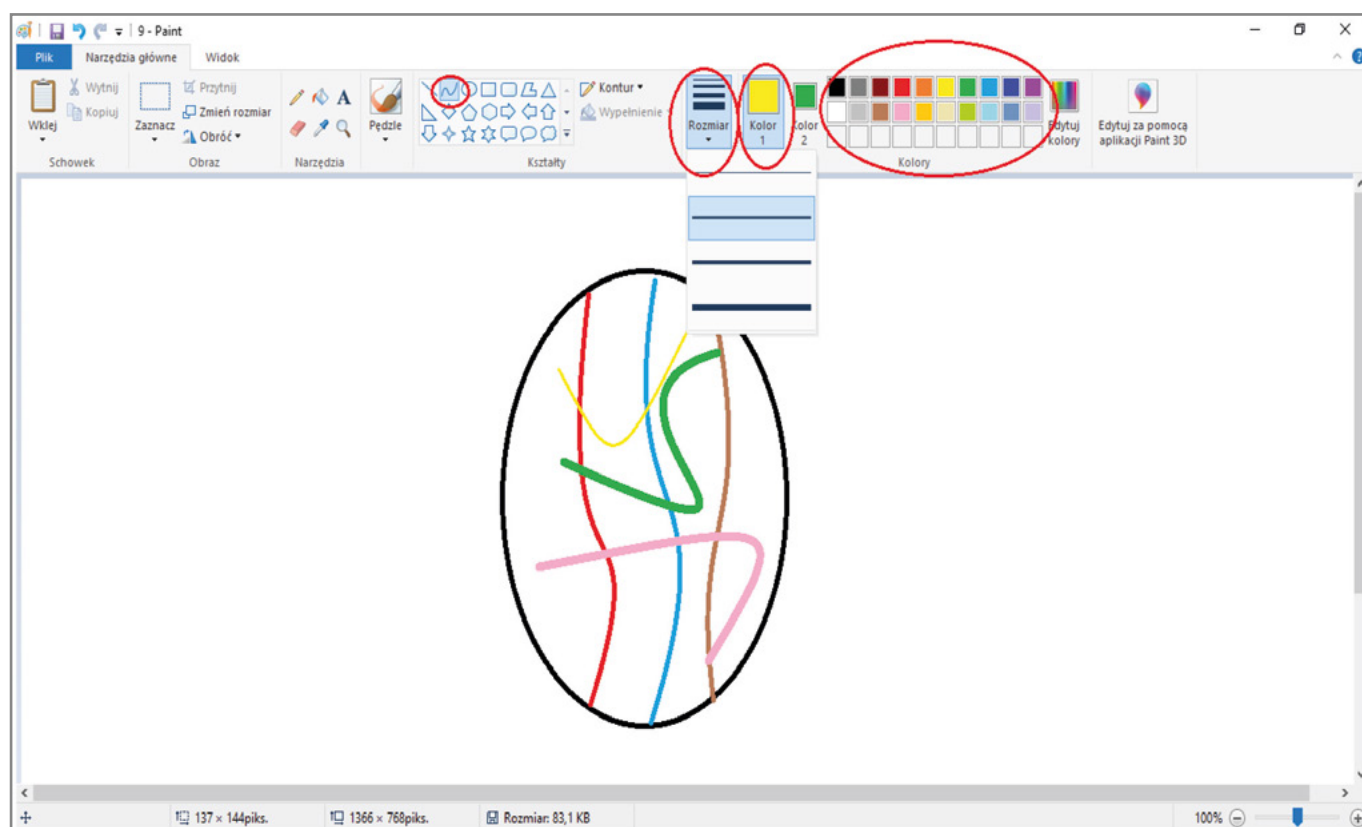 9 - Paint
Plik Narzędzia główne Widok
Wklej
Wytnij
Kopiuj
Schowek
Zaznacz
Przytnij
Zmień rozmiar
Obróć
Obraz
A
Narzędzia
Pędzle
Kontur
Wypełnienie
Kształty
Rozmiar
Kolor
1
Kolor
2
Kolory
Edytuj
kolory
Edytuj za pomocą
aplikacji Paint 3D
137 × 144piks. 1366 × 768piks. Rozmiar: 83,1 KB 100%